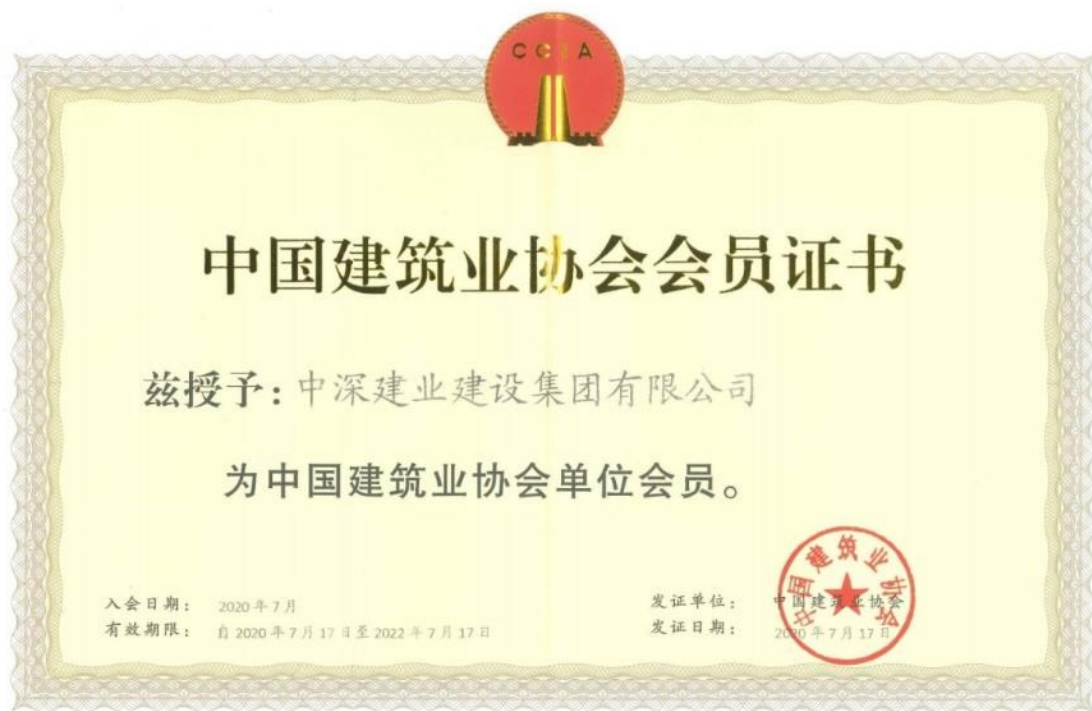 CCIA
中国建筑业协会会员证书
兹授予：中深建业建设集团有限公司
为中国建筑业协会单位会员。
入会日期： 2020年7月
有效期限： 自2020年7月17日至2022年7月17日
发证单位： 中国建筑业协会
发证日期： 2020年7月17日
中国建筑业协会